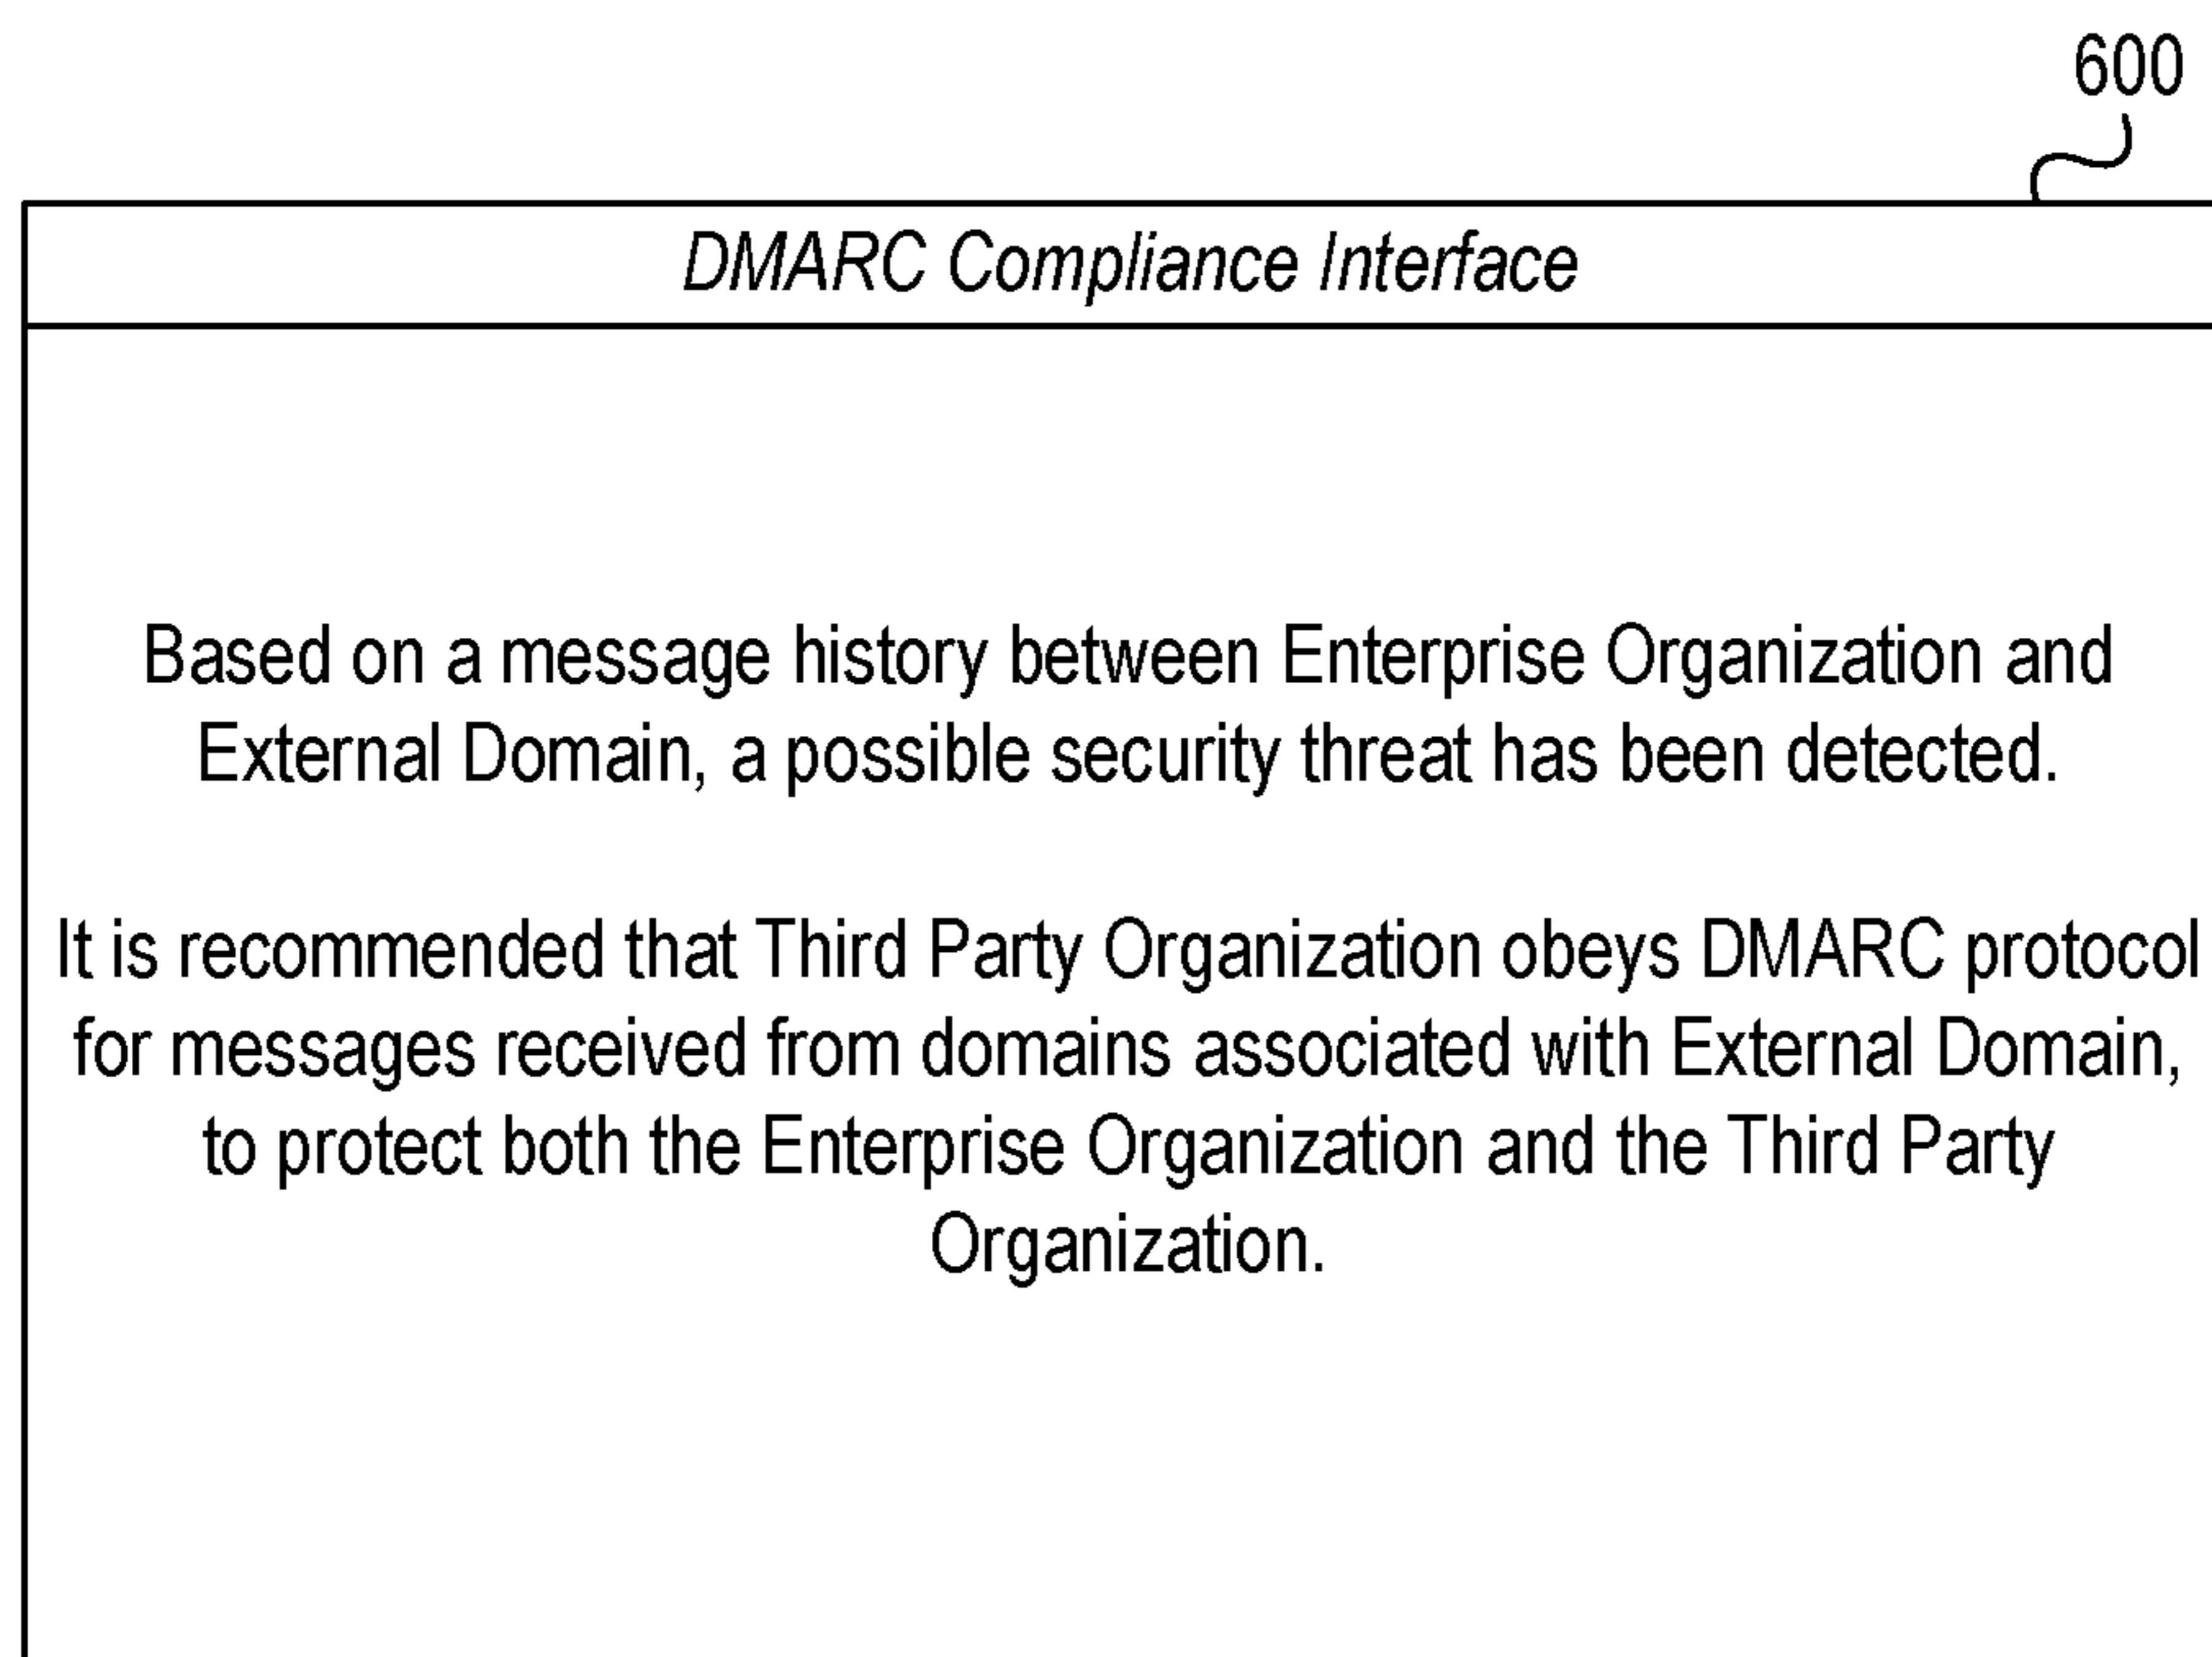 600
DMARC Compliance Interface
Based on a message history between Enterprise Organization and
External Domain, a possible security threat has been detected.
It is recommended that Third Party Organization obeys DMARC protocol
for messages received from domains associated with External Domain,
to protect both the Enterprise Organization and the Third Party
Organization.